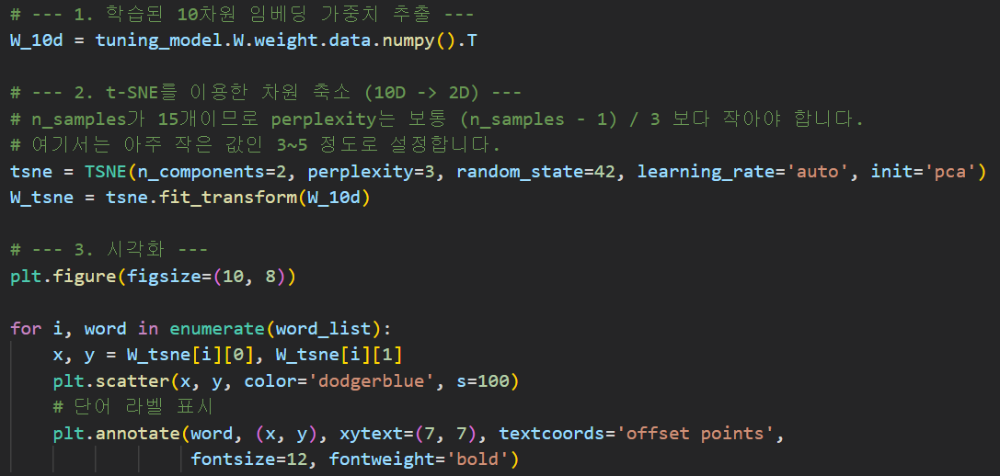 # --- 1. 학습된 10차원 임베딩 가중치 추출 ---
W_10d = tuning_model.W.weight.data.numpy().T
# --- 2. t-SNE를 이용한 차원 축소 (10D -> 2D) ---
# n_samples가 15개이므로 perplexity는 보통 (n_samples - 1) / 3 보다 작아야 합니다.
# 여기서는 아주 작은 값인 3~5 정도로 설정합니다.
tsne = TSNE(n_components=2, perplexity=3, random_state=42, learning_rate='auto', init='pca')
W_tsne = tsne.fit_transform(W_10d)
# --- 3. 시각화 ---
plt.figure(figsize=(10, 8))
for i, word in enumerate(word_list):
    x, y = W_tsne[i][0], W_tsne[i][1]
    plt.scatter(x, y, color='dodgerblue', s=100)
    # 단어 라벨 표시
    plt.annotate(word, (x, y), xytext=(7, 7), textcoords='offset points',
                 fontsize=12, fontweight='bold')